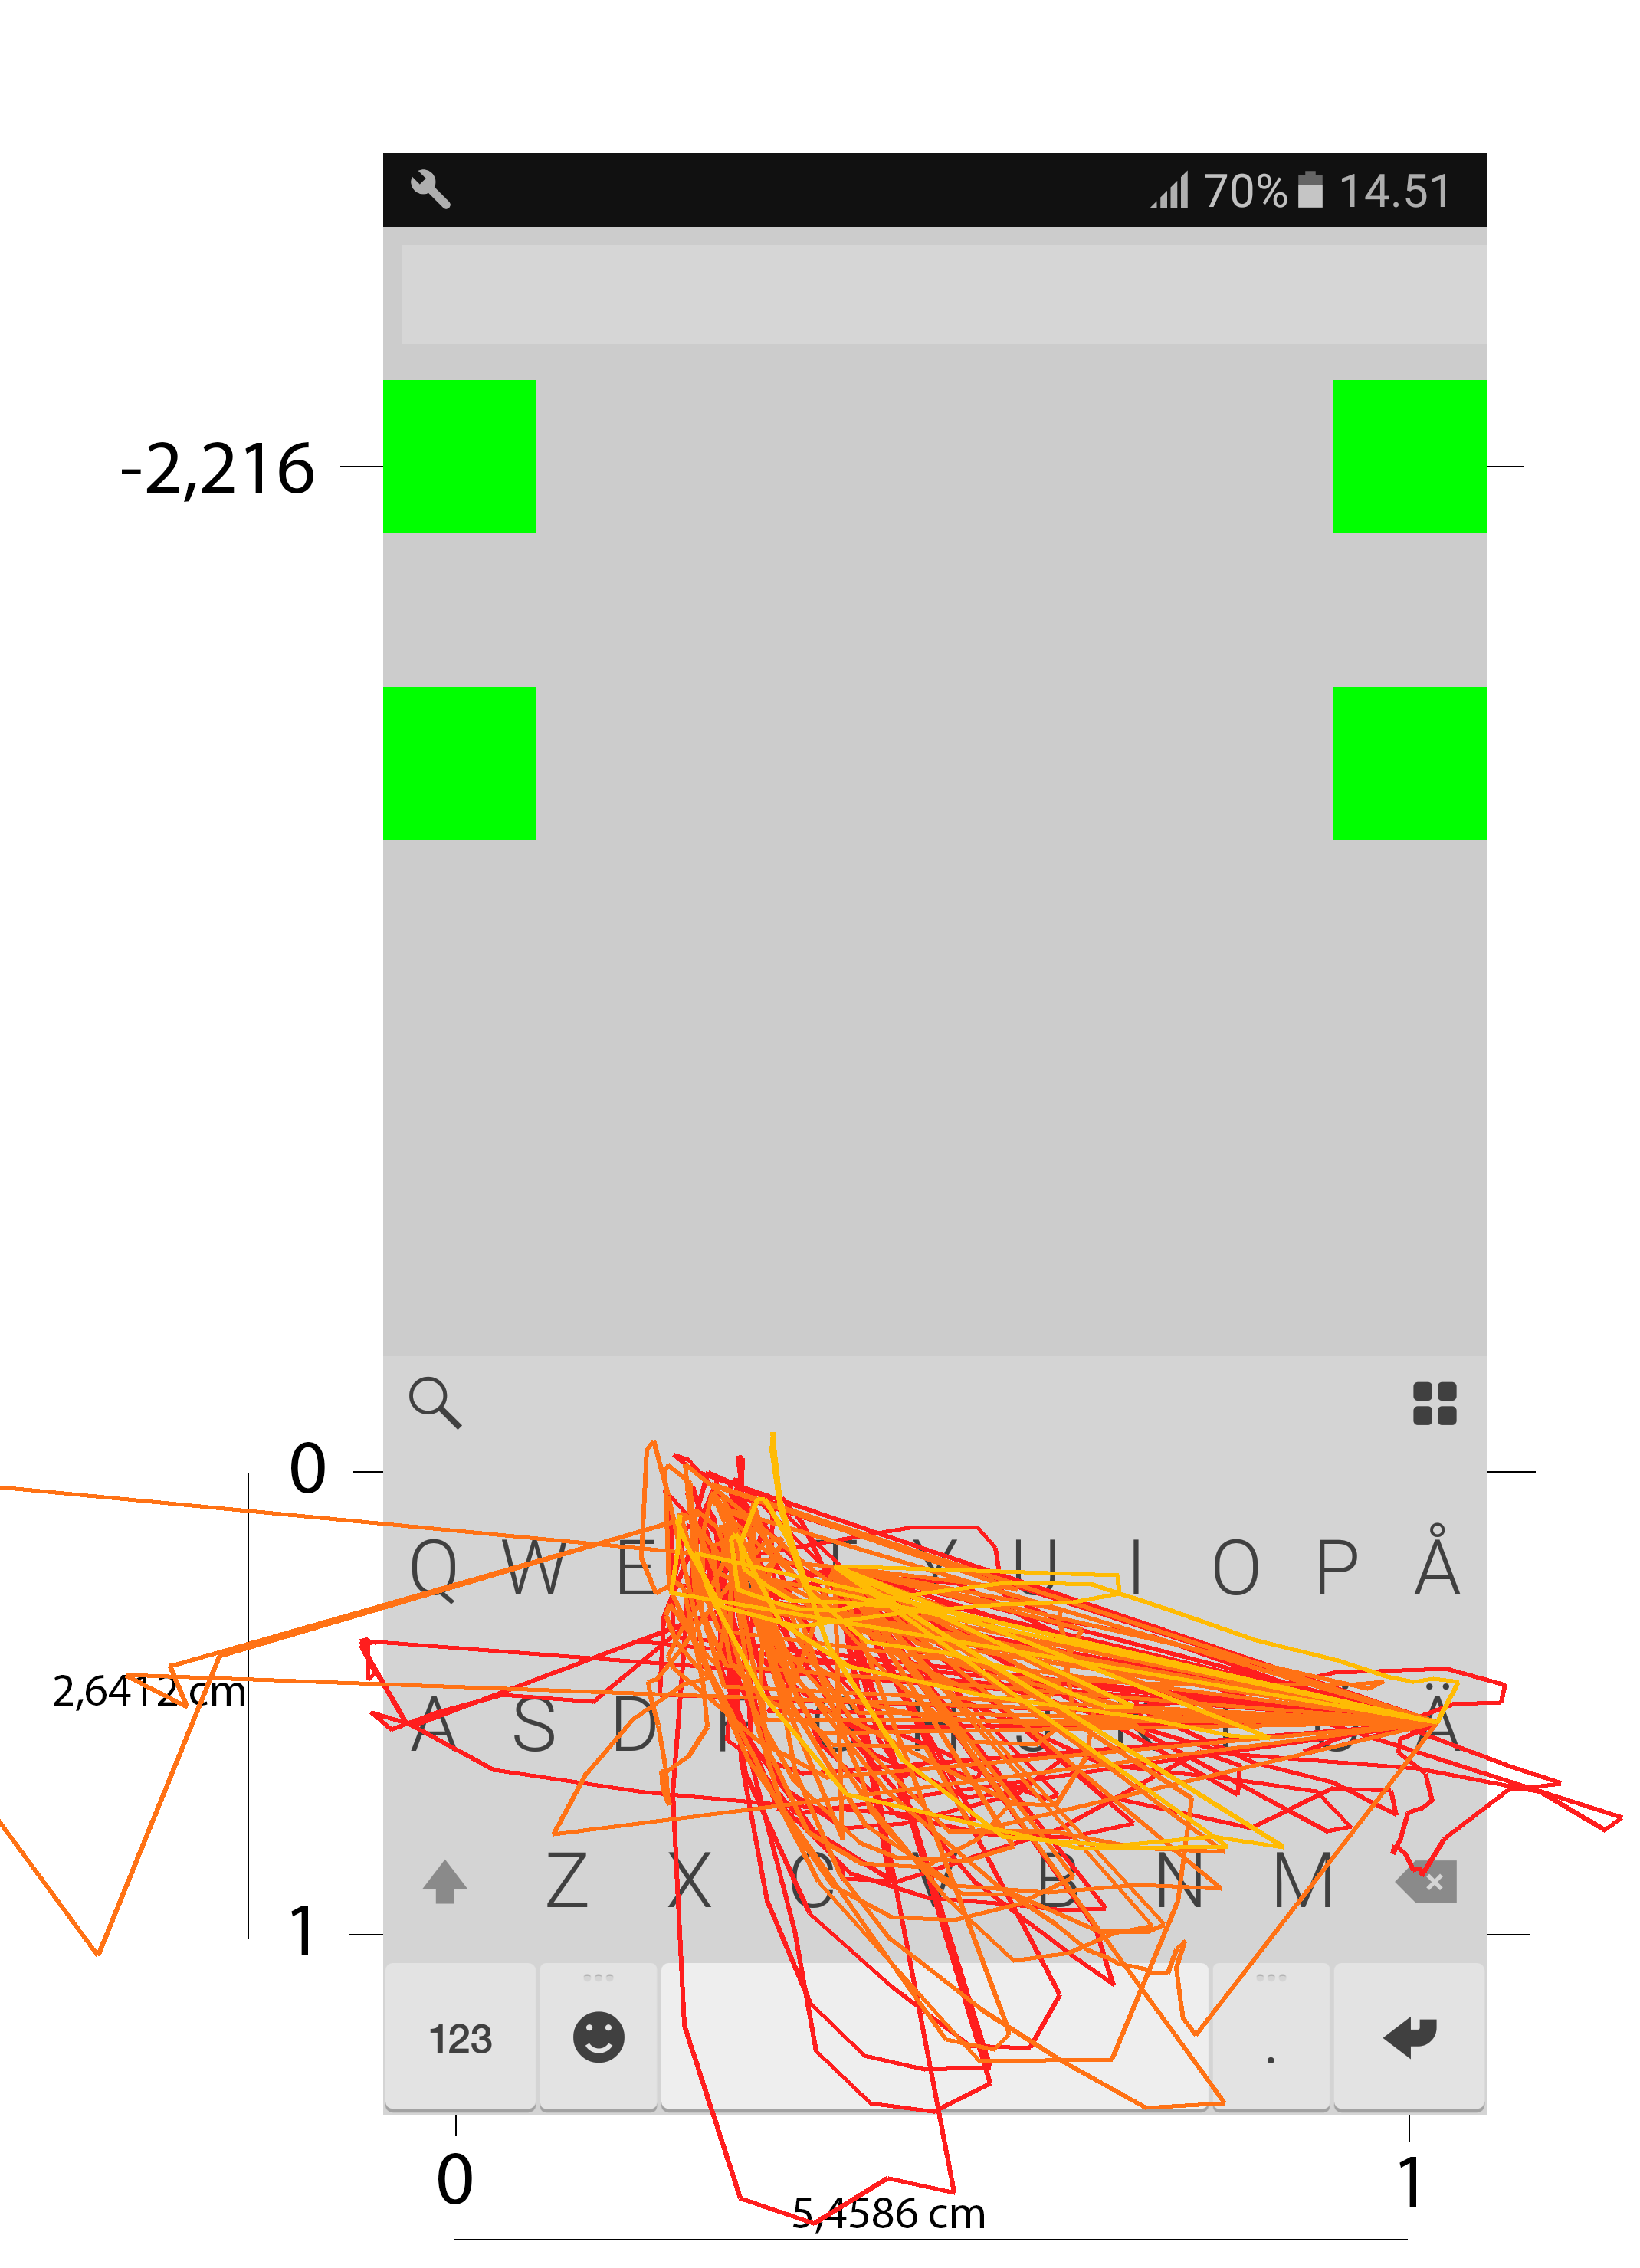 70% 14.51
-2,216
0
Q W E T Y U I O P Å
2,6412 cm
A S D F G H J K Ö Ä
Z X C V B N M
1
123 .
0 1
5,4586 cm